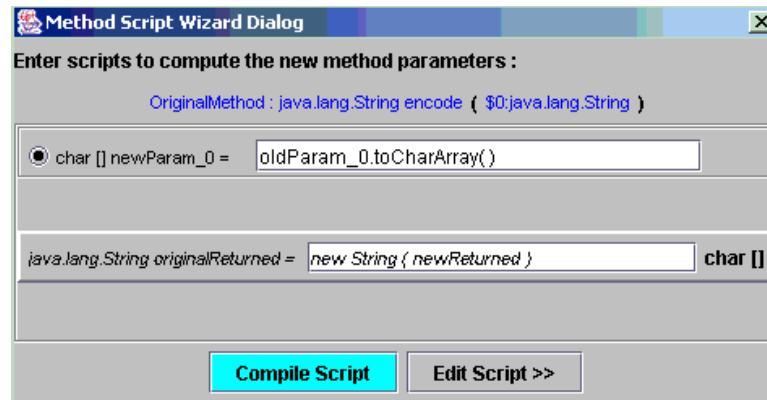 Method Script Wizard Dialog
Enter scripts to compute the new method parameters :
OriginalMethod : java.lang.String encode ( $0:java.lang.String )
char [] newParam_0 = oldParam_0.toCharArray()
java.lang.String originalReturned = new String ( newReturned ) char []
Compile Script Edit Script >>